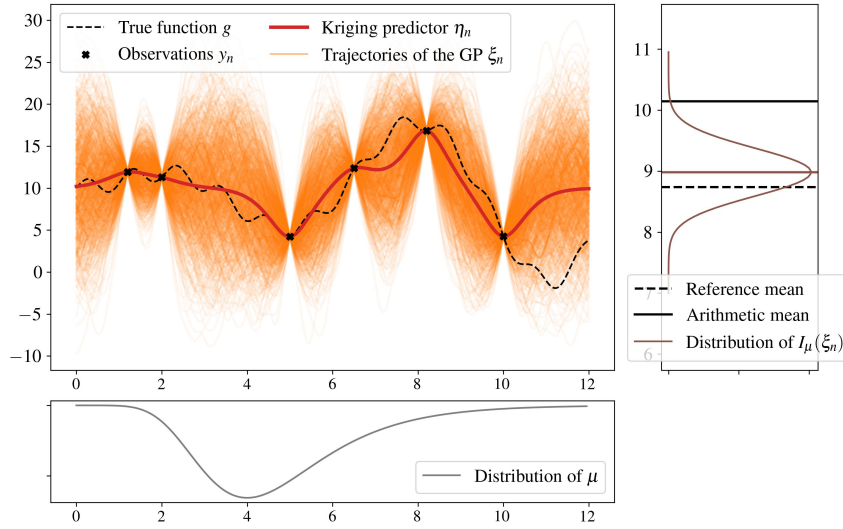 True function g
Observations yₙ
Kriging predictor ηₙ
Trajectories of the GP ξₙ
30
25
20
15
10
5
0
−5
−10
0 2 4 6 8 10 12
11
10
9
8
7
6
Reference mean
Arithmetic mean
Distribution of I_μ(ξₙ)
Distribution of μ
0 2 4 6 8 10 12